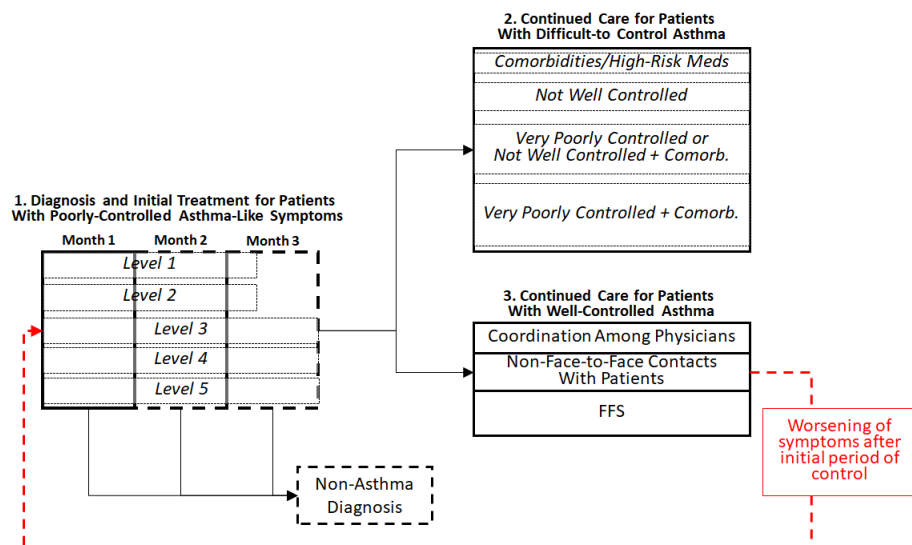 2. Continued Care for Patients
With Difficult-to Control Asthma
Comorbidities/High-Risk Meds
Not Well Controlled
Very Poorly Controlled or
Not Well Controlled + Comorb.
Very Poorly Controlled + Comorb.
1. Diagnosis and Initial Treatment for Patients
With Poorly-Controlled Asthma-Like Symptoms
Month 1 Month 2 Month 3
Level 1
Level 2
Level 3
Level 4
Level 5
3. Continued Care for Patients
With Well-Controlled Asthma
Coordination Among Physicians
Non-Face-to-Face Contacts
With Patients
FFS
Worsening of
symptoms after
initial period of
control
Non-Asthma
Diagnosis